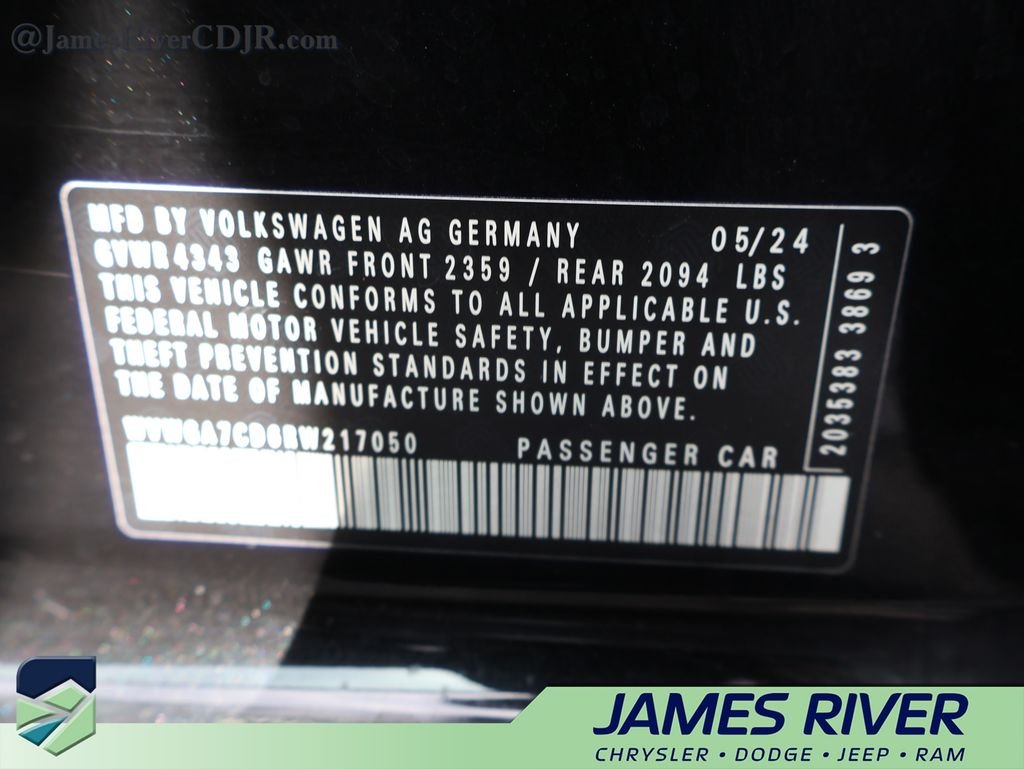 @JamesRiverCDJR.com
MFD BY VOLKSWAGEN AG GERMANY 05/24
GVWR 4343 GAWR FRONT 2359 / REAR 2094 LBS
THIS VEHICLE CONFORMS TO ALL APPLICABLE U.S.
FEDERAL MOTOR VEHICLE SAFETY, BUMPER AND
THEFT PREVENTION STANDARDS IN EFFECT ON
THE DATE OF MANUFACTURE SHOWN ABOVE.
WVW6A7CD6RW217050 PASSENGER CAR
2035383 3869 3
JAMES RIVER
CHRYSLER • DODGE • JEEP • RAM